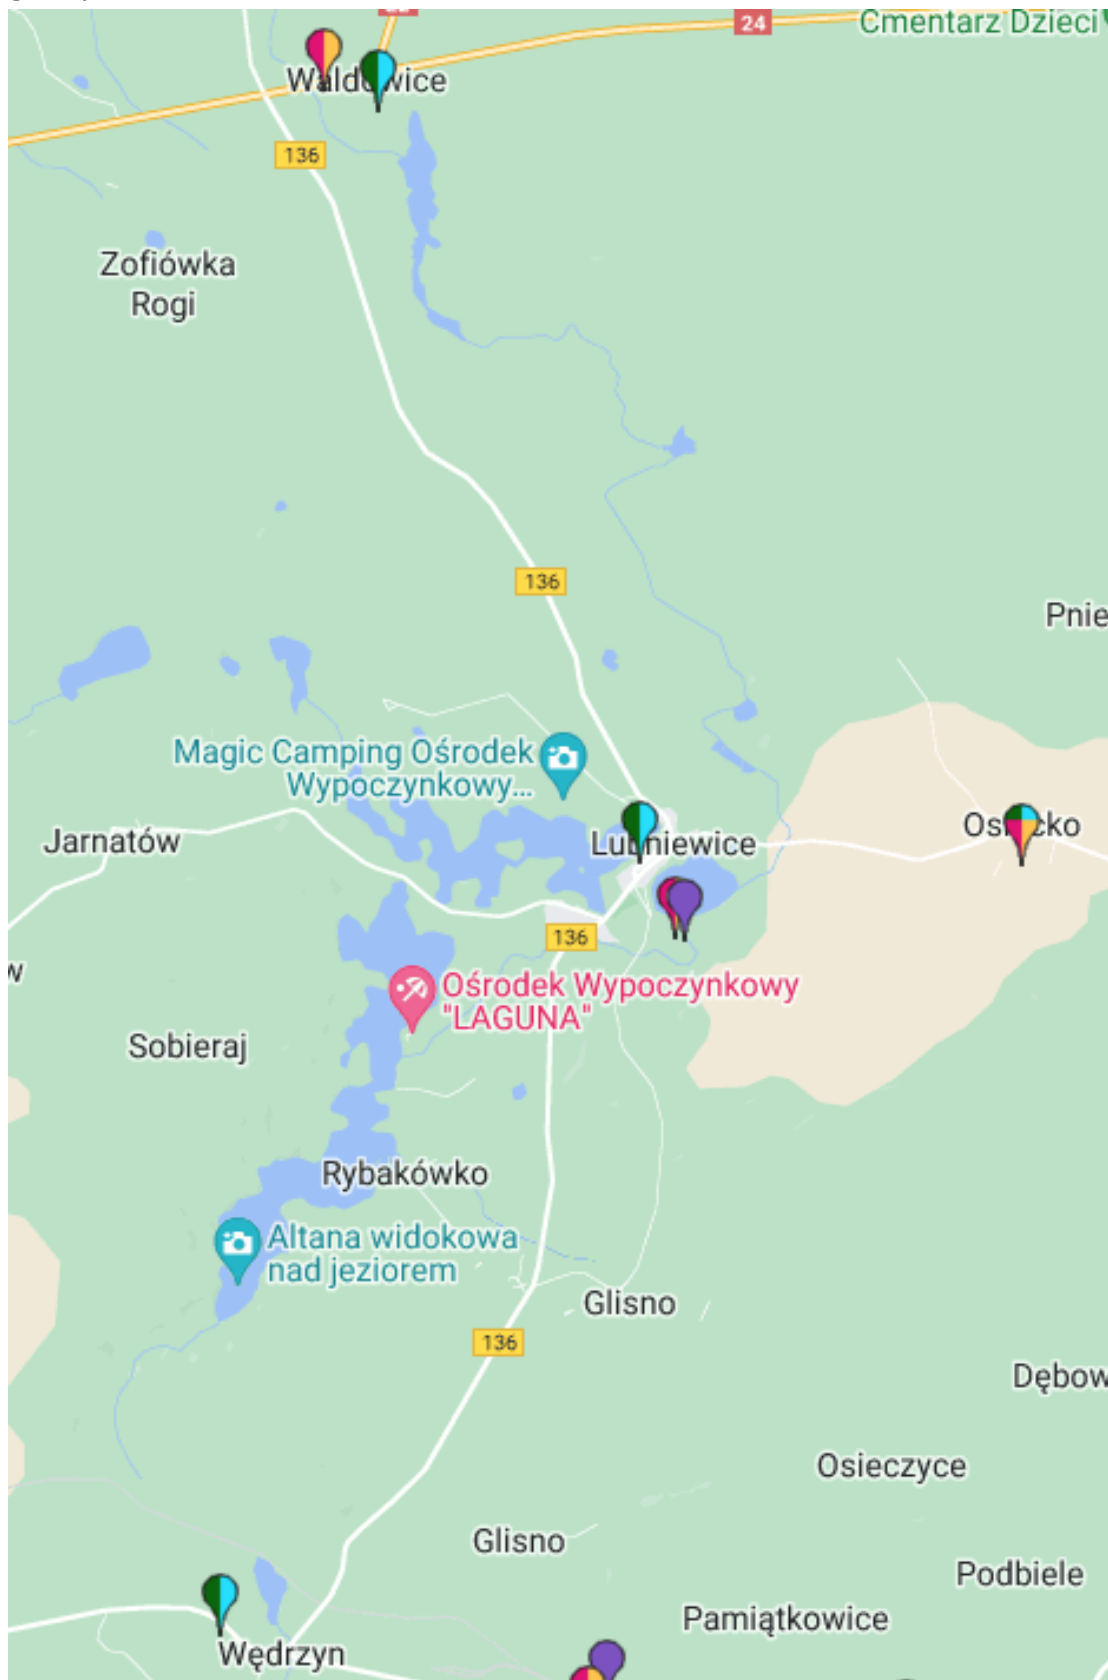 24
Cmentarz Dzieci
136
Zofiówka
Rogi
136
Pnie
Magic Camping Ośrodek
Wypoczynkowy...
Jarnatów
136
w
Ośrodek Wypoczynkowy
"LAGUNA"
Sobieraj
Rybakówko
Altana widokowa
nad jeziorem
Glisno
136
Dębow
Osieczyce
Glisno
Podbiele
Pamiątkowice
Wędrzyn